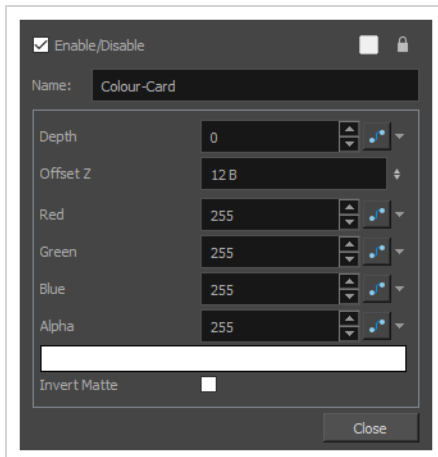 Enable/Disable
Name: Colour-Card
Depth 0
Offset Z 12 B
Red 255
Green 255
Blue 255
Alpha 255
Invert Matte
Close